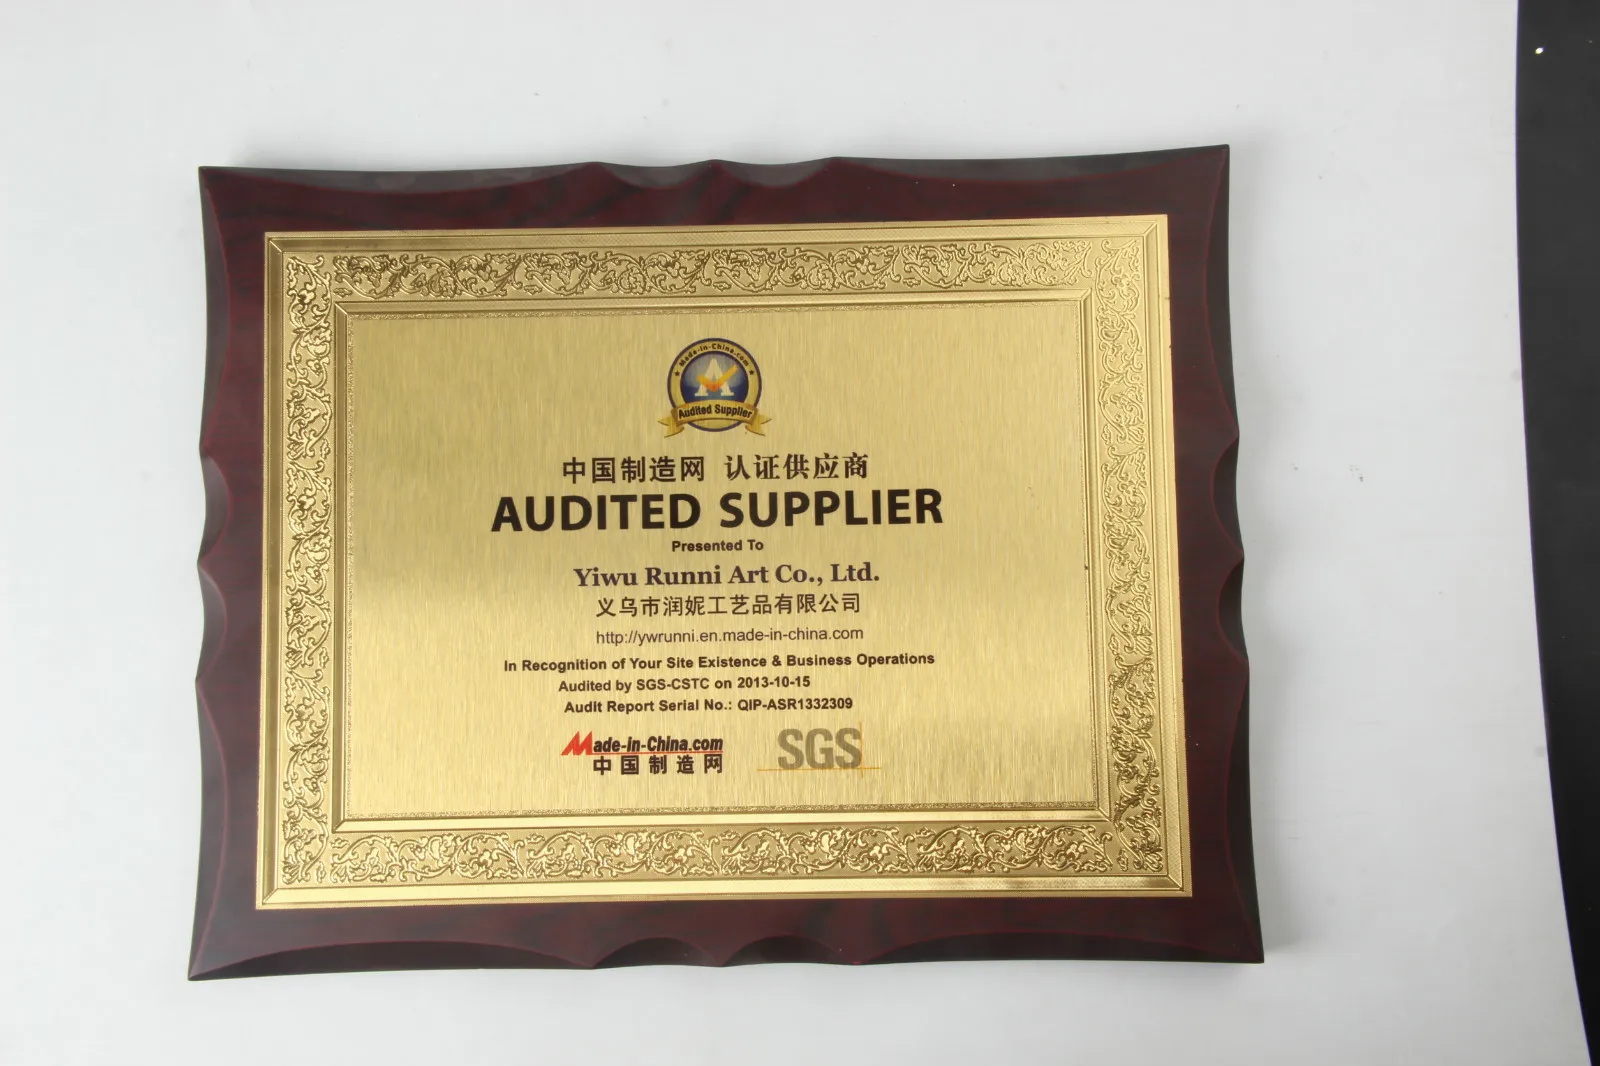 Made-in-China.com
A
Audited Supplier
中国制造网 认证供应商
AUDITED SUPPLIER
Presented To
Yiwu Runni Art Co., Ltd.
义乌市润妮工艺品有限公司
http://ywrunni.en.made-in-china.com
In Recognition of Your Site Existence & Business Operations
Audited by SGS-CSTC on 2013-10-15
Audit Report Serial No.: QIP-ASR1332309
Made-in-China.com
中国制造网
SGS